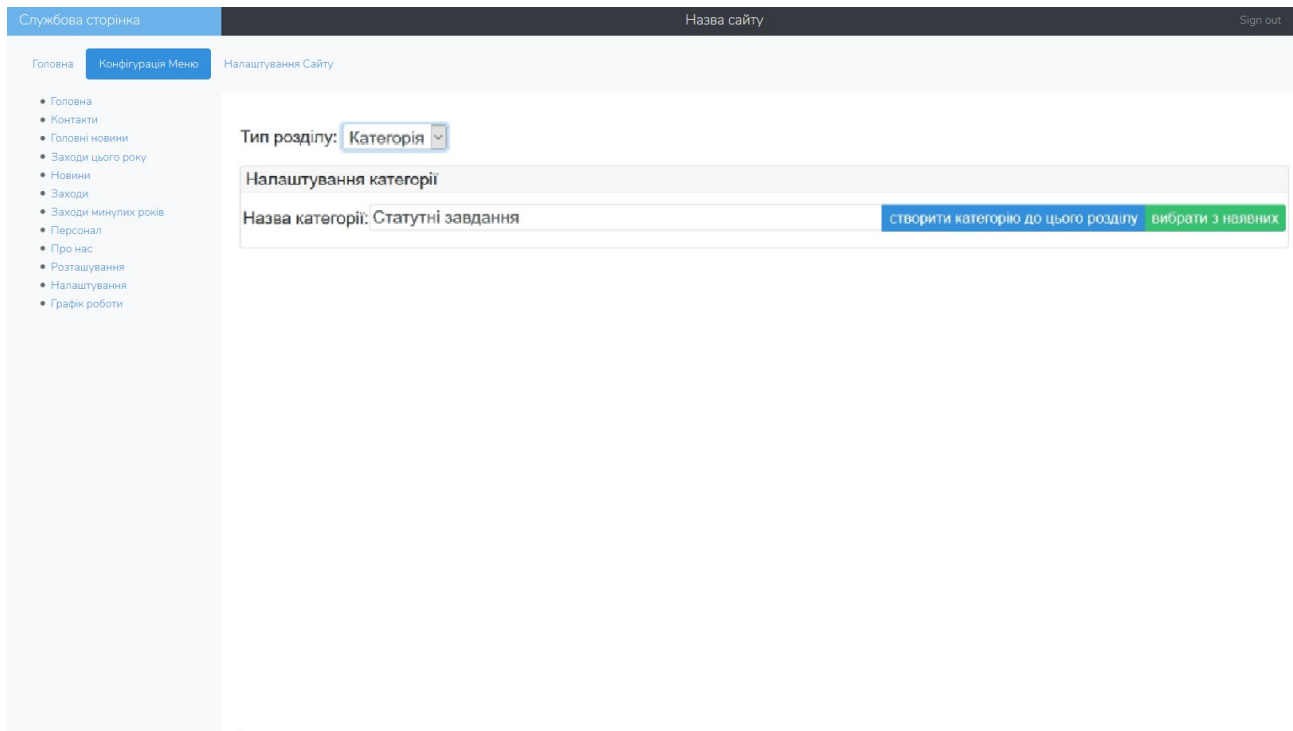 Службова сторінка Назва сайту Sign out
Головна Конфігурація Меню Налаштування Сайту
Головна
Контакти
Головні новини
Заходи цього року
Новини
Заходи
Заходи минулих років
Персонал
Про нас
Розташування
Налаштування
Графік роботи
Тип розділу: Категорія
Налаштування категорії
Назва категорії: Статутні завдання створити категорію до цього розділу вибрати з наявних